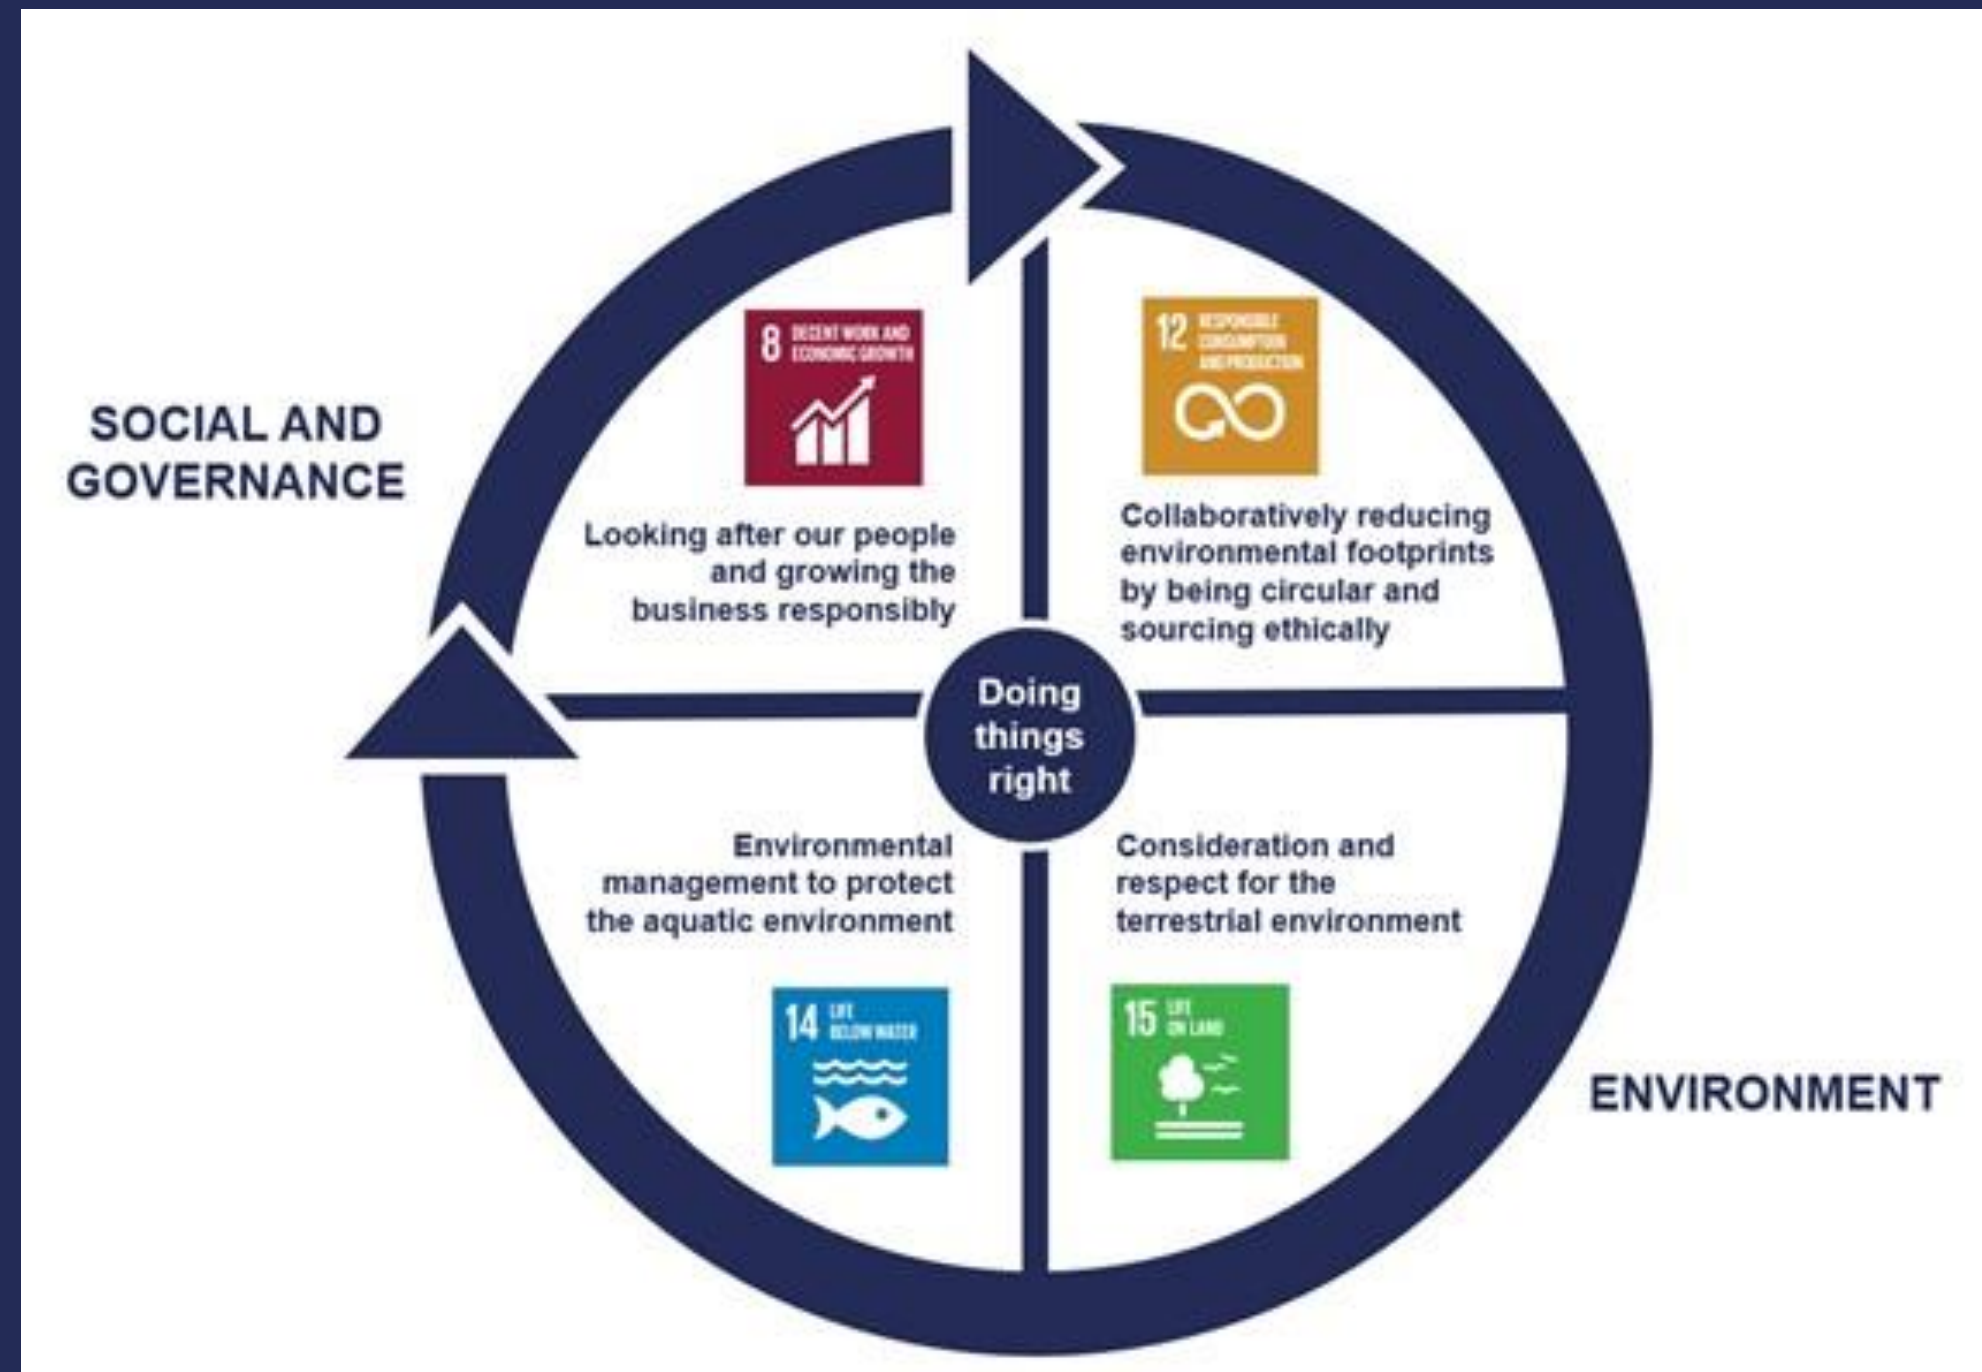 SOCIAL AND
GOVERNANCE
8 DECENT WORK AND
ECONOMIC GROWTH
Looking after our people
and growing the
business responsibly
12 RESPONSIBLE
CONSUMPTION
AND PRODUCTION
Collaboratively reducing
environmental footprints
by being circular and
sourcing ethically
Doing
things
right
Environmental
management to protect
the aquatic environment
14 LIFE
BELOW WATER
Consideration and
respect for the
terrestrial environment
15 LIFE
ON LAND
ENVIRONMENT